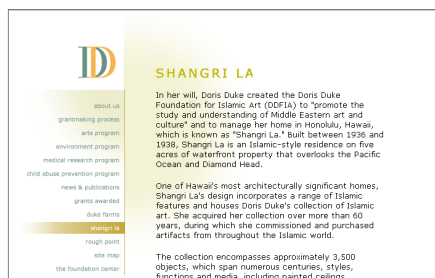 DD
about us
grantmaking process
arts program
environment program
medical research program
child abuse prevention program
news & publications
grants awarded
duke farms
shangri la
rough point
site map
the foundation center
SHANGRI LA
In her will, Doris Duke created the Doris Duke
Foundation for Islamic Art (DDFIA) to "promote the
study and understanding of Middle Eastern art and
culture" and to manage her home in Honolulu, Hawaii,
which is known as "Shangri La." Built between 1936 and
1938, Shangri La is an Islamic-style residence on five
acres of waterfront property that overlooks the Pacific
Ocean and Diamond Head.
One of Hawaii's most architecturally significant homes,
Shangri La's design incorporates a range of Islamic
features and houses Doris Duke's collection of Islamic
art. She acquired her collection over more than 60
years, during which she commissioned and purchased
artifacts from throughout the Islamic world.
The collection encompasses approximately 3,500
objects, which span numerous centuries, styles,
functions and media, including painted ceilings,